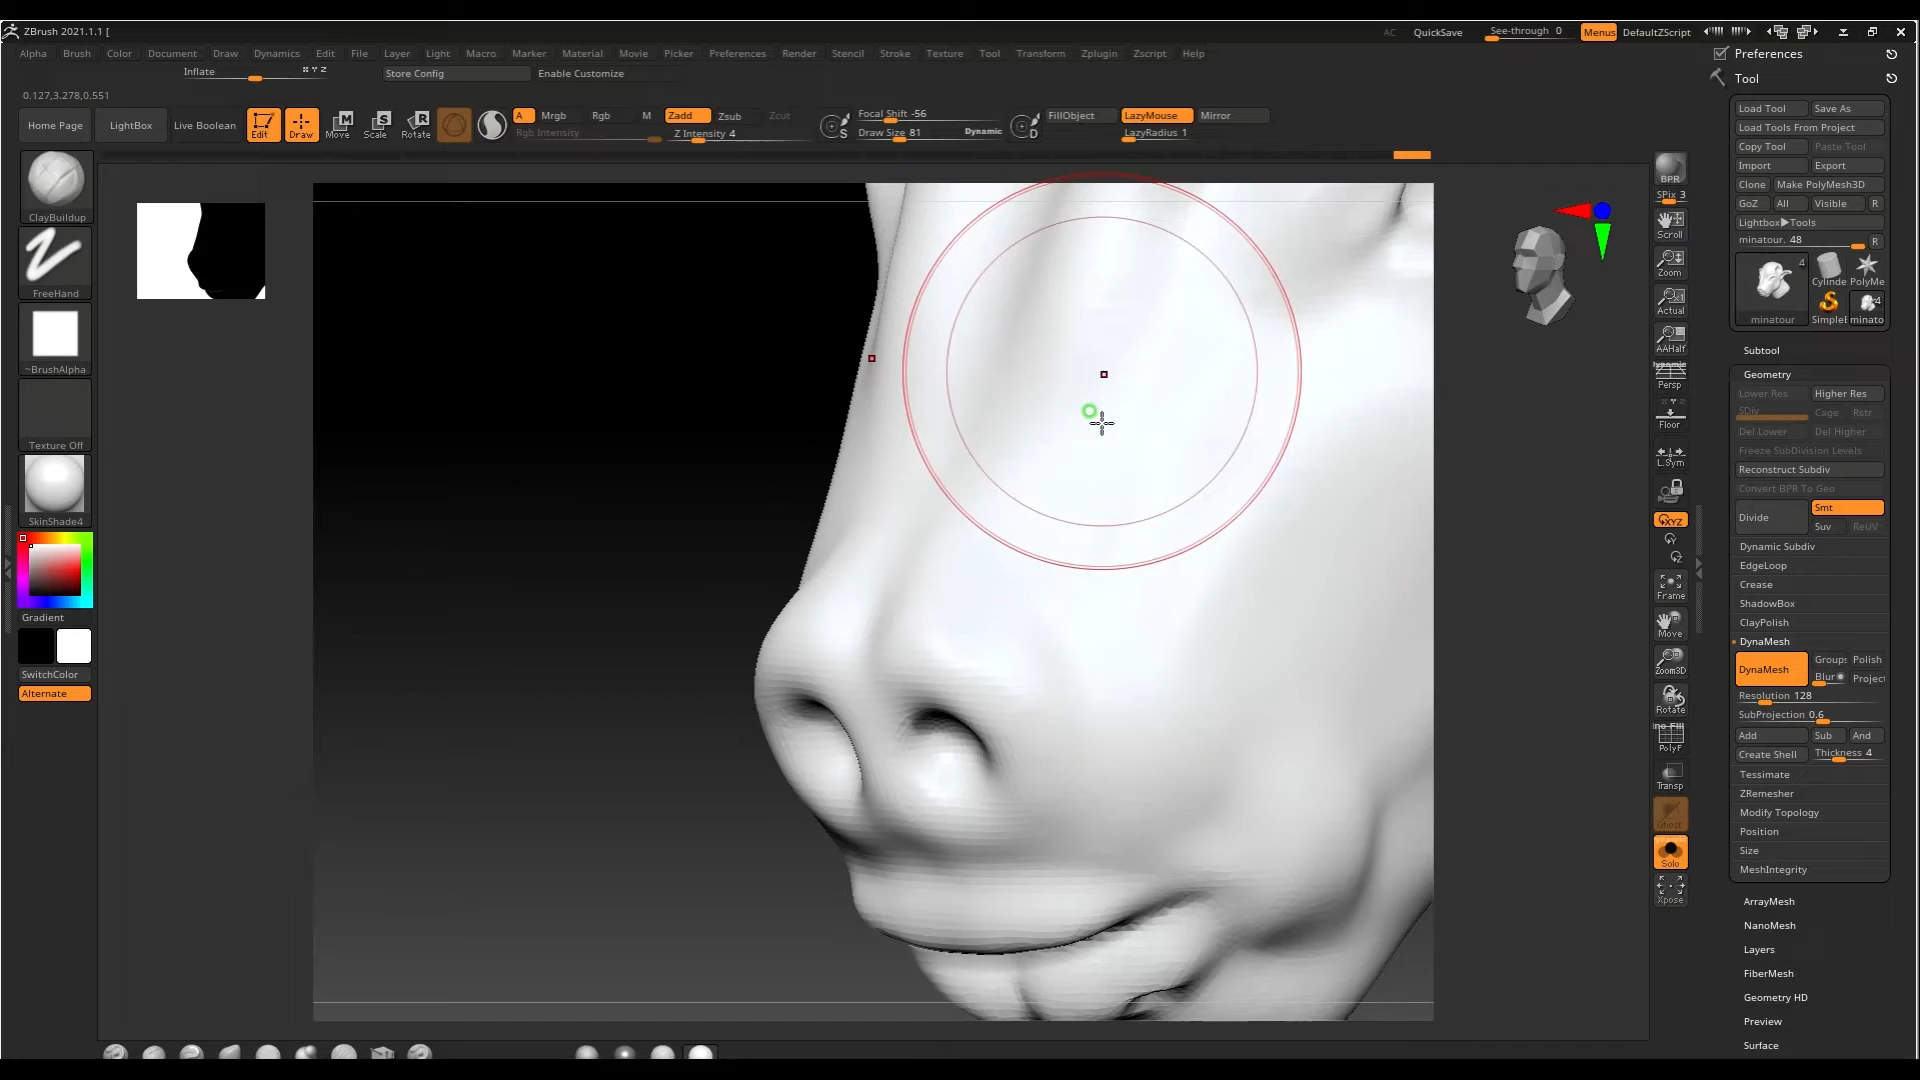 ZBrush 2021.1.1 [
AC QuickSave See-through 0 Menus DefaultZScript
Alpha Brush Color Document Draw Dynamics Edit File Layer Light Macro Marker Material Movie Picker Preferences Render Stencil Stroke Texture Tool Transform Zplugin Zscript Help
Inflate X Y Z Store Config Enable Customize
0.127,3.278,0.551
Home Page LightBox Live Boolean Edit Draw Move Scale Rotate
A Mrgb Rgb M Zadd Zsub Zcut Focal Shift -56 FillObject LazyMouse Mirror
Rgb Intensity Z Intensity 4 Draw Size 81 Dynamic LazyRadius 1
ClayBuildup
FreeHand
~BrushAlpha
Texture Off
SkinShade4
Gradient
SwitchColor
Alternate
BPR
SPix 3
Scroll
Zoom
Actual
AAHalf
Dynamic
Persp
Floor
L.Sym
XYZ
Frame
Move
Zoom3D
Rotate
PolyF
Transp
Ghost
Solo
Xpose
Preferences
Tool
Load Tool Save As
Load Tools From Project
Copy Tool Paste Tool
Import Export
Clone Make PolyMesh3D
GoZ All Visible R
Lightbox▶Tools
minatour. 48 R
4
Cylinde PolyMe
4
minatour SimpleI minato
Subtool
Geometry
Lower Res Higher Res
SDiv Cage Rstr
Del Lower Del Higher
Freeze SubDivision Levels
Reconstruct Subdiv
Convert BPR To Geo
Divide Smt
Suv ReUV
Dynamic Subdiv
EdgeLoop
Crease
ShadowBox
ClayPolish
DynaMesh
DynaMesh Groups Polish
Blur Project
Resolution 128
SubProjection 0.6
Add Sub And
Create Shell Thickness 4
Tessimate
ZRemesher
Modify Topology
Position
Size
MeshIntegrity
ArrayMesh
NanoMesh
Layers
FiberMesh
Geometry HD
Preview
Surface